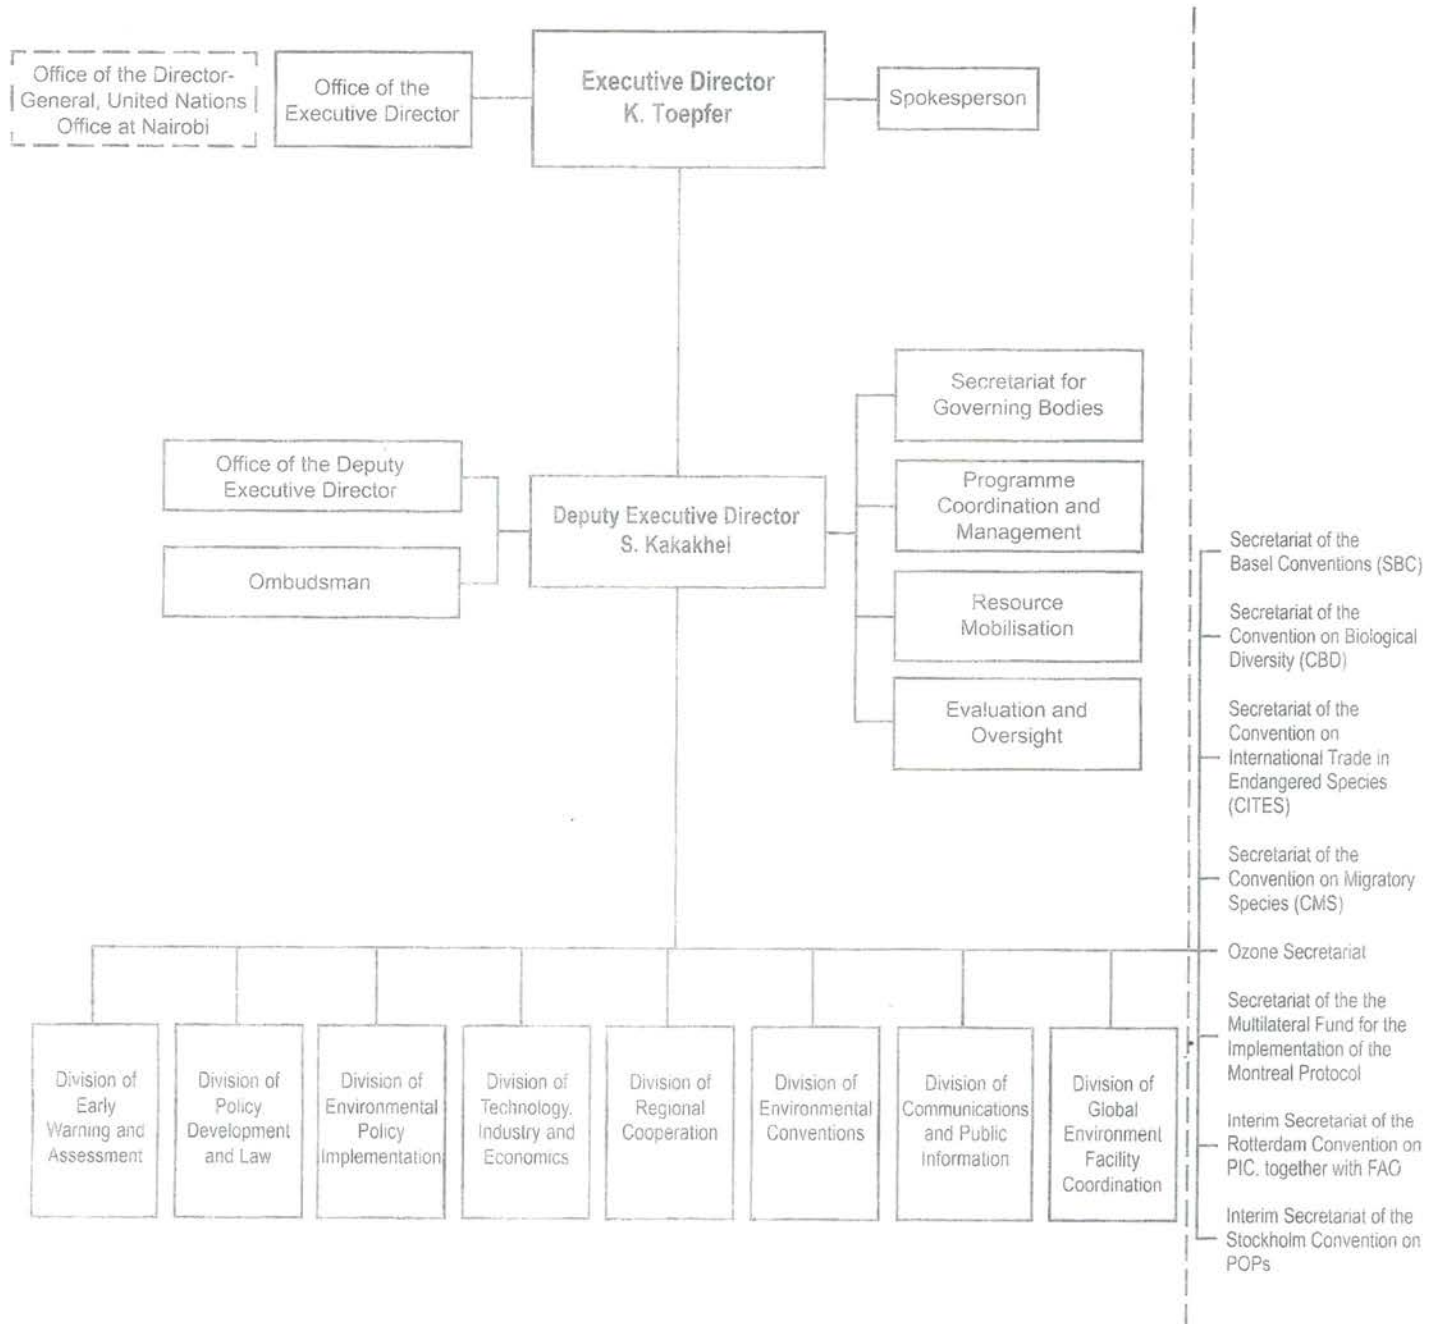 Office of the Director-
General, United Nations
Office at Nairobi
Office of the
Executive Director
Executive Director
K. Toepfer
Spokesperson
Secretariat for
Governing Bodies
Office of the Deputy
Executive Director
Programme
Coordination and
Management
Deputy Executive Director
S. Kakakhel
Ombudsman
Resource
Mobilisation
Evaluation and
Oversight
Secretariat of the
Basel Conventions (SBC)
Secretariat of the
Convention on Biological
Diversity (CBD)
Secretariat of the
Convention on
International Trade in
Endangered Species
(CITES)
Secretariat of the
Convention on Migratory
Species (CMS)
Ozone Secretariat
Secretariat of the the
Multilateral Fund for the
Implementation of the
Montreal Protocol
Interim Secretariat of the
Rotterdam Convention on
PIC, together with FAO
Interim Secretariat of the
Stockholm Convention on
POPs
Division of
Early
Warning and
Assessment
Division of
Policy
Development
and Law
Division of
Environmental
Policy
Implementation
Division of
Technology,
Industry and
Economics
Division of
Regional
Cooperation
Division of
Environmental
Conventions
Division of
Communications
and Public
Information
Division of
Global
Environment
Facility
Coordination